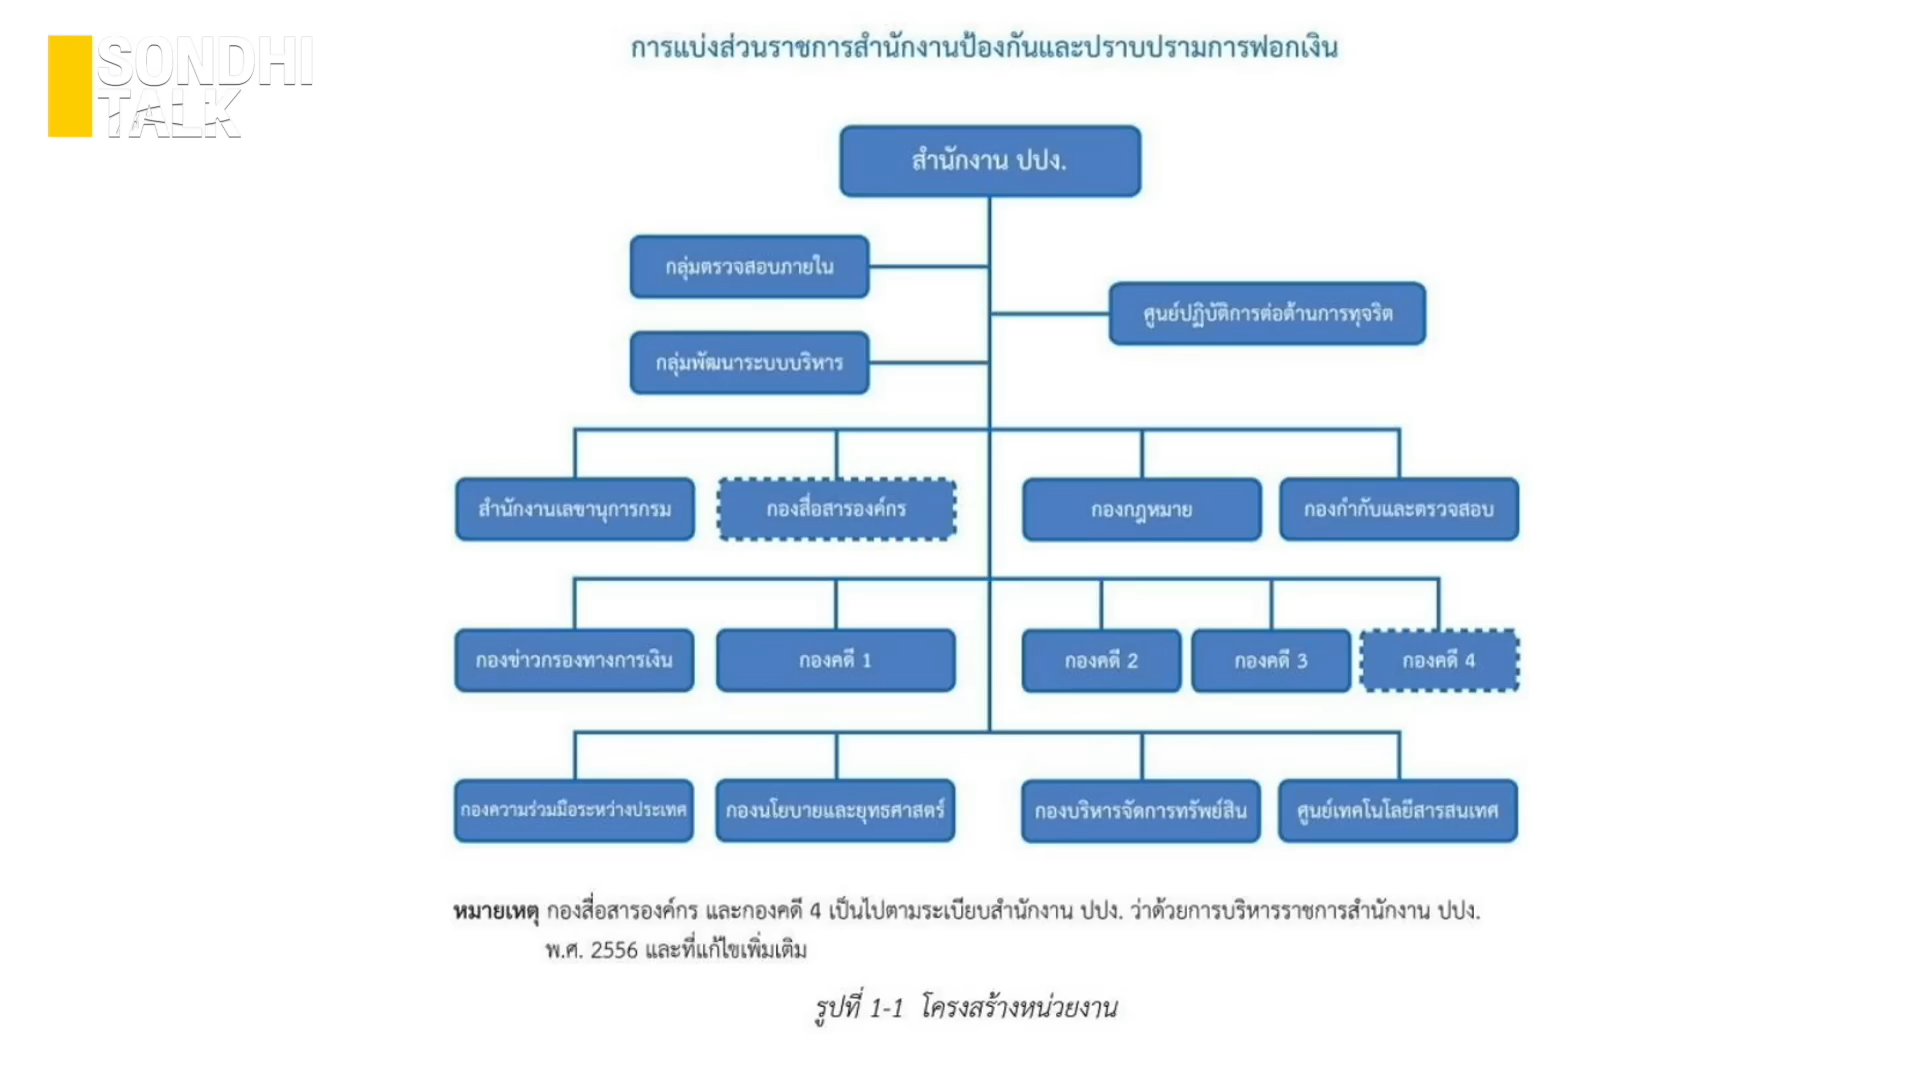 SONDHI
TALK
การแบ่งส่วนราชการสำนักงานป้องกันและปราบปรามการฟอกเงิน
สำนักงาน ปปง.
กลุ่มตรวจสอบภายใน
ศูนย์ปฏิบัติการต่อต้านการทุจริต
กลุ่มพัฒนาระบบบริหาร
สำนักงานเลขานุการกรม
กองสื่อสารองค์กร
กองกฎหมาย
กองกำกับและตรวจสอบ
กองข่าวกรองทางการเงิน
กองคดี 1
กองคดี 2
กองคดี 3
กองคดี 4
กองความร่วมมือระหว่างประเทศ
กองนโยบายและยุทธศาสตร์
กองบริหารจัดการทรัพย์สิน
ศูนย์เทคโนโลยีสารสนเทศ
หมายเหตุ กองสื่อสารองค์กร และกองคดี 4 เป็นไปตามระเบียบสำนักงาน ปปง. ว่าด้วยการบริหารราชการสำนักงาน ปปง.
พ.ศ. 2556 และที่แก้ไขเพิ่มเติม
รูปที่ 1-1 โครงสร้างหน่วยงาน